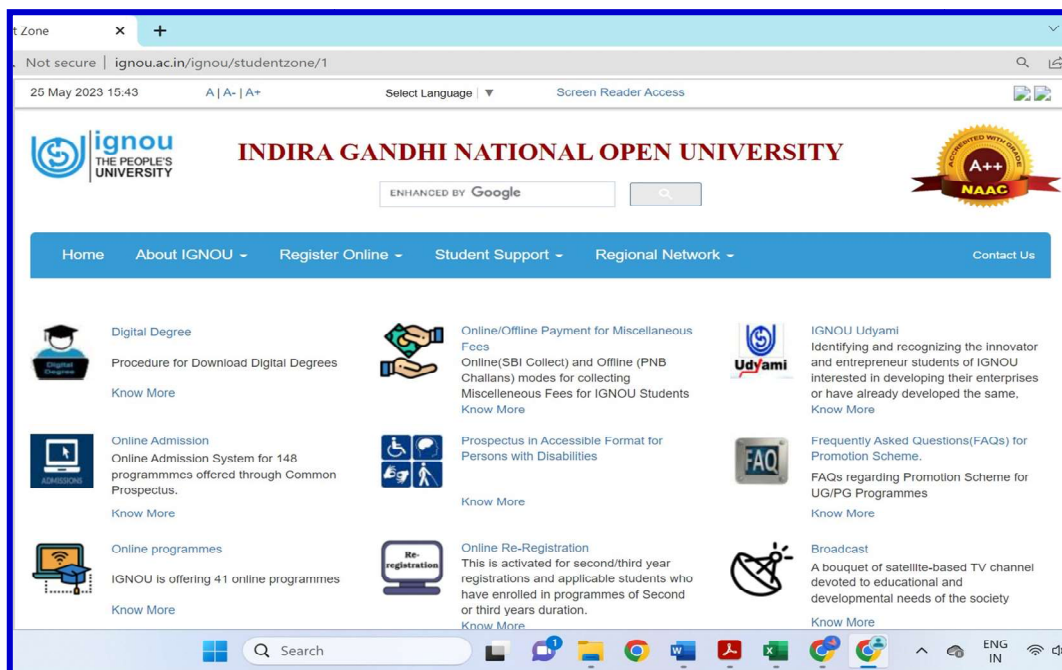 t Zone
Not secure | ignou.ac.in/ignou/studentzone/1
25 May 2023 15:43 A | A- | A+ Select Language ▼ Screen Reader Access
ignou
THE PEOPLE'S
UNIVERSITY
INDIRA GANDHI NATIONAL OPEN UNIVERSITY
ENHANCED BY Google
ACCREDITED WITH GRADE
A++
NAAC
Home About IGNOU Register Online Student Support Regional Network Contact Us
Digital Degree
Digital Degree
Procedure for Download Digital Degrees
Know More
Online/Offline Payment for Miscellaneous
Fees
Online(SBI Collect) and Offline (PNB
Challans) modes for collecting
Miscelleneous Fees for IGNOU Students
Know More
Udyami
IGNOU Udyami
Identifying and recognizing the innovator
and entrepreneur students of IGNOU
interested in developing their enterprises
or have already developed the same,
Know More
ADMISSIONS
Online Admission
Online Admission System for 148
programmmes offered through Common
Prospectus.
Know More
Prospectus in Accessible Format for
Persons with Disabilities
Know More
FAQ
Frequently Asked Questions(FAQs) for
Promotion Scheme.
FAQs regarding Promotion Scheme for
UG/PG Programmes
Know More
Online programmes
IGNOU is offering 41 online programmes
Know More
Re-
registration
Online Re-Registration
This is activated for second/third year
registrations and applicable students who
have enrolled in programmes of Second
or third years duration.
Know More
Broadcast
A bouquet of satellite-based TV channel
devoted to educational and
developmental needs of the society
Know More
Search
1
ENG
IN